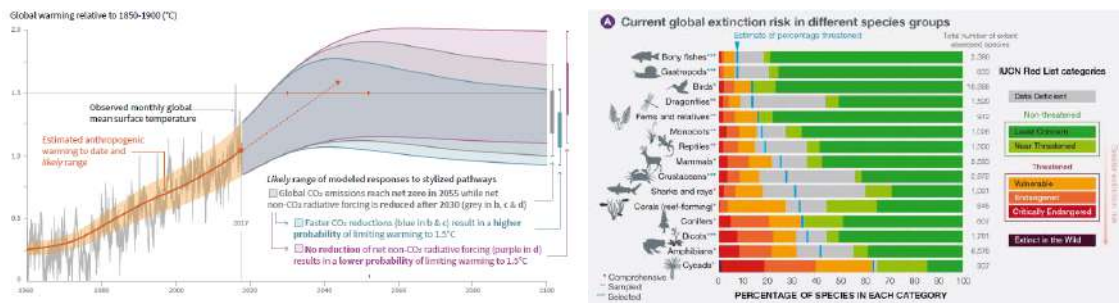 Global warming relative to 1850-1900 (°C)
2.0
1.5
1.0
0.5
0
Observed monthly global
mean surface temperature
Estimated anthropogenic
warming to date and
likely range
2017
Likely range of modeled responses to stylized pathways
Global CO₂ emissions reach net zero in 2055 while net
non-CO₂ radiative forcing is reduced after 2030 (grey in b, c & d)
Faster CO₂ reductions (blue in b & c) result in a higher
probability of limiting warming to 1.5°C
No reduction of net non-CO₂ radiative forcing (purple in d)
results in a lower probability of limiting warming to 1.5°C
1960
1980
2000
2020
2040
2060
2080
2100
A Current global extinction risk in different species groups
Estimate of percentage threatened
Total number of extant
assessed species
Bony fishes
Gastropods
Birds*
Dragonflies
Ferns and relatives
Monocots
Reptiles
Mammals*
Crustaceans
Sharks and rays*
Corals (reef-forming)*
Conifers*
Dicots
Amphibians*
Cycads*
* Comprehensive
** Sampled
*** Selected
0
10
20
30
40
50
60
70
80
90
100
PERCENTAGE OF SPECIES IN EACH CATEGORY
IUCN Red List categories
Data Deficient
Non-threatened
Least Concern
Near Threatened
Threatened
Vulnerable
Endangered
Critically Endangered
Extinct in the Wild